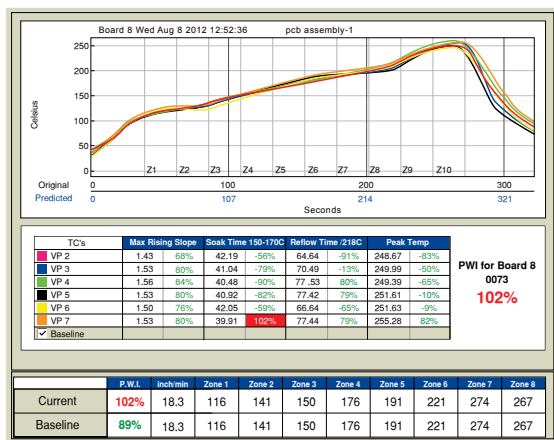 Board 8 Wed Aug 8 2012 12:52:36 pcb assembly-1
Celsius
250
200
150
100
50
0
Z1 Z2 Z3 Z4 Z5 Z6 Z7 Z8 Z9 Z10
Original 0 100 200 300
Predicted 0 107 214 321
Seconds
TC's Max Rising Slope Soak Time 150-170C Reflow Time /218C Peak Temp
VP 2 1.43 68% 42.19 -56% 64.64 -91% 248.67 -83%
VP 3 1.53 80% 41.04 -79% 70.49 -13% 249.99 -50%
VP 4 1.56 84% 40.48 -90% 77.53 80% 249.39 -65%
VP 5 1.53 80% 40.92 -82% 77.42 79% 251.61 -10%
VP 6 1.50 76% 42.05 -59% 66.64 -65% 251.63 -9%
VP 7 1.53 80% 39.91 102% 77.44 79% 255.28 82%
Baseline
PWI for Board 8
0073
102%
P.W.I. inch/min Zone 1 Zone 2 Zone 3 Zone 4 Zone 5 Zone 6 Zone 7 Zone 8
Current 102% 18.3 116 141 150 176 191 221 274 267
Baseline 89% 18.3 116 141 150 176 191 221 274 267